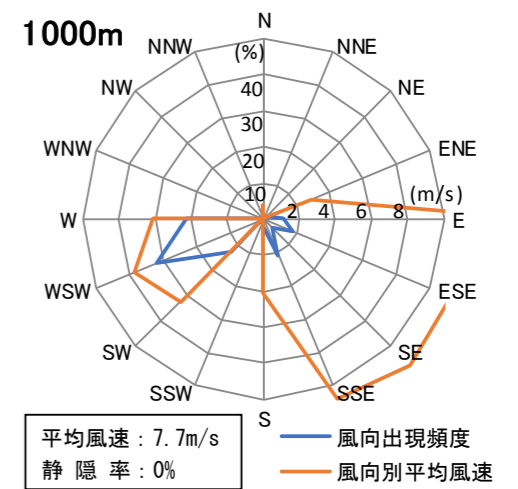 1000m
N
NNW
(%)
NNE
NW
40
NE
30
WNW
20
ENE
10
(m/s)
W
2
4
6
8
E
WSW
ESE
SW
SE
SSW
SSE
S
平均風速：7.7m/s
静 隠 率：0%
風向出現頻度
風向別平均風速